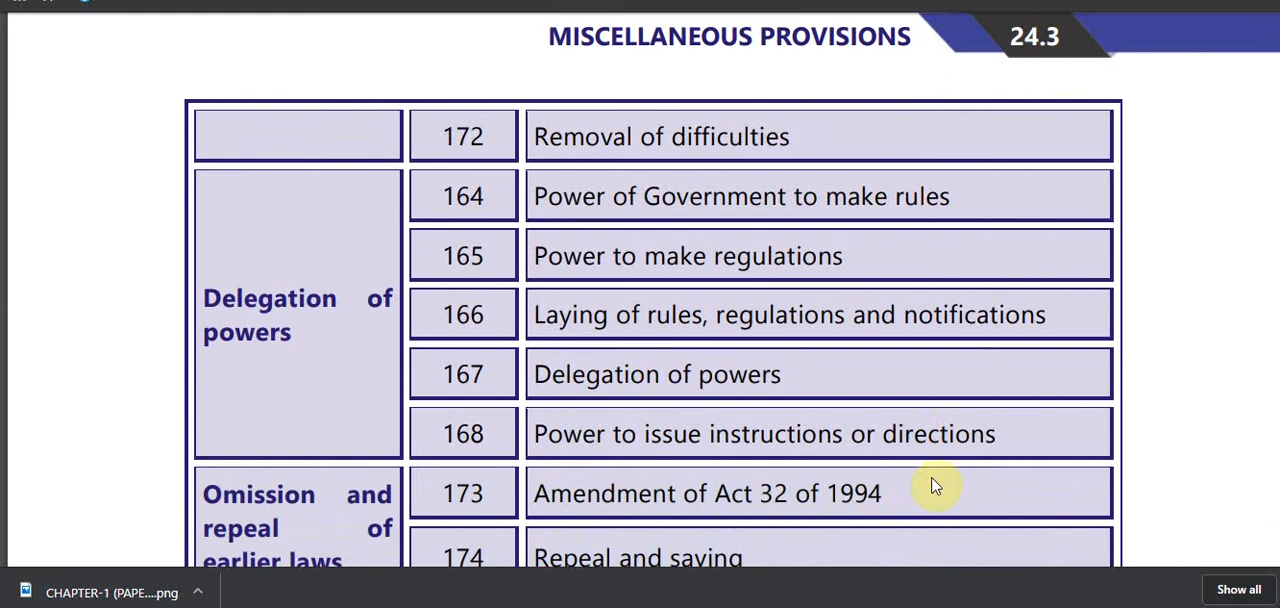 MISCELLANEOUS PROVISIONS 24.3
172 Removal of difficulties
164 Power of Government to make rules
165 Power to make regulations
Delegation of powers
166 Laying of rules, regulations and notifications
167 Delegation of powers
168 Power to issue instructions or directions
Omission and repeal of earlier laws
173 Amendment of Act 32 of 1994
174 Repeal and saving
CHAPTER-1 (PAPE....png
Show all